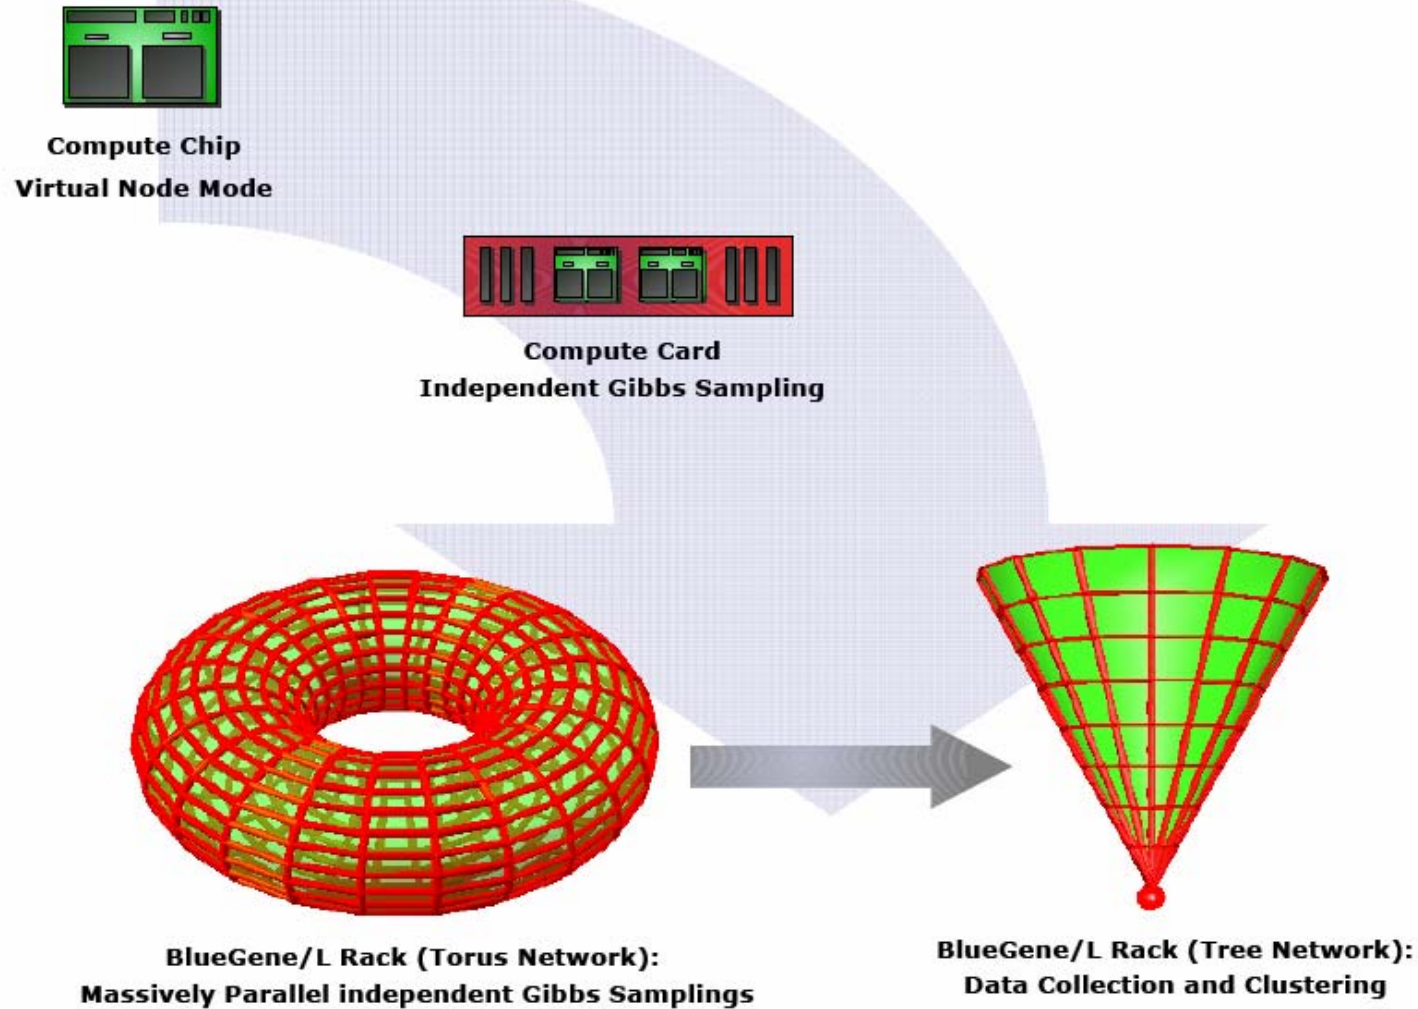 Compute Chip
Virtual Node Mode
Compute Card
Independent Gibbs Sampling
BlueGene/L Rack (Torus Network):
Massively Parallel independent Gibbs Samplings
BlueGene/L Rack (Tree Network):
Data Collection and Clustering